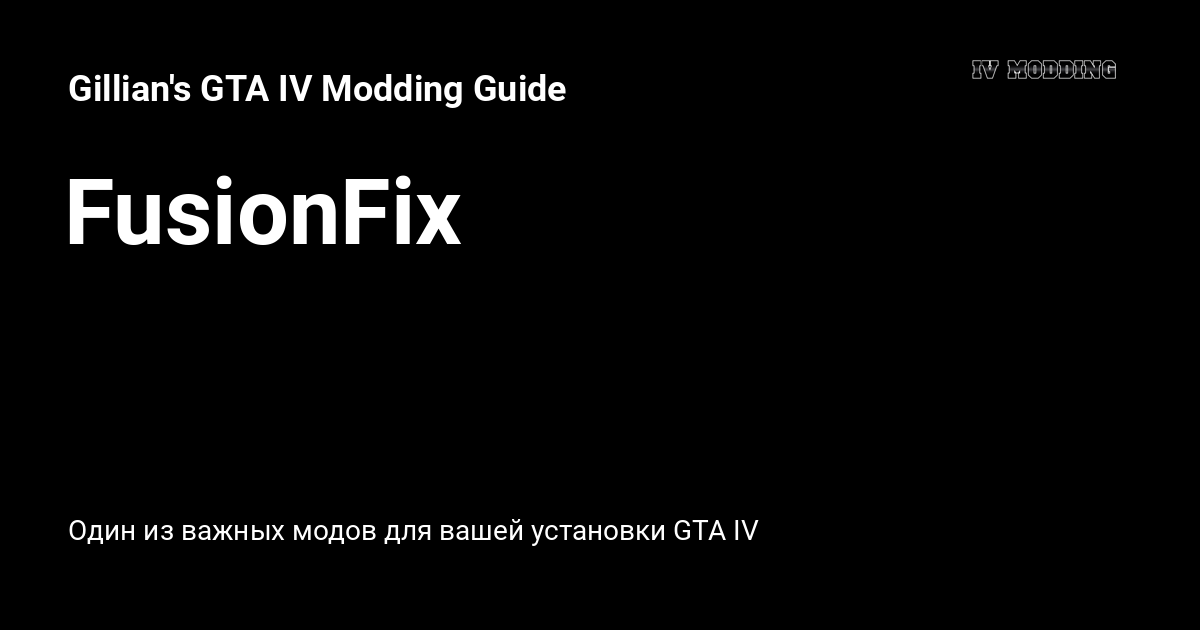 Gillian's GTA IV Modding Guide
IV MODDING
FusionFix
Один из важных модов для вашей установки GTA IV